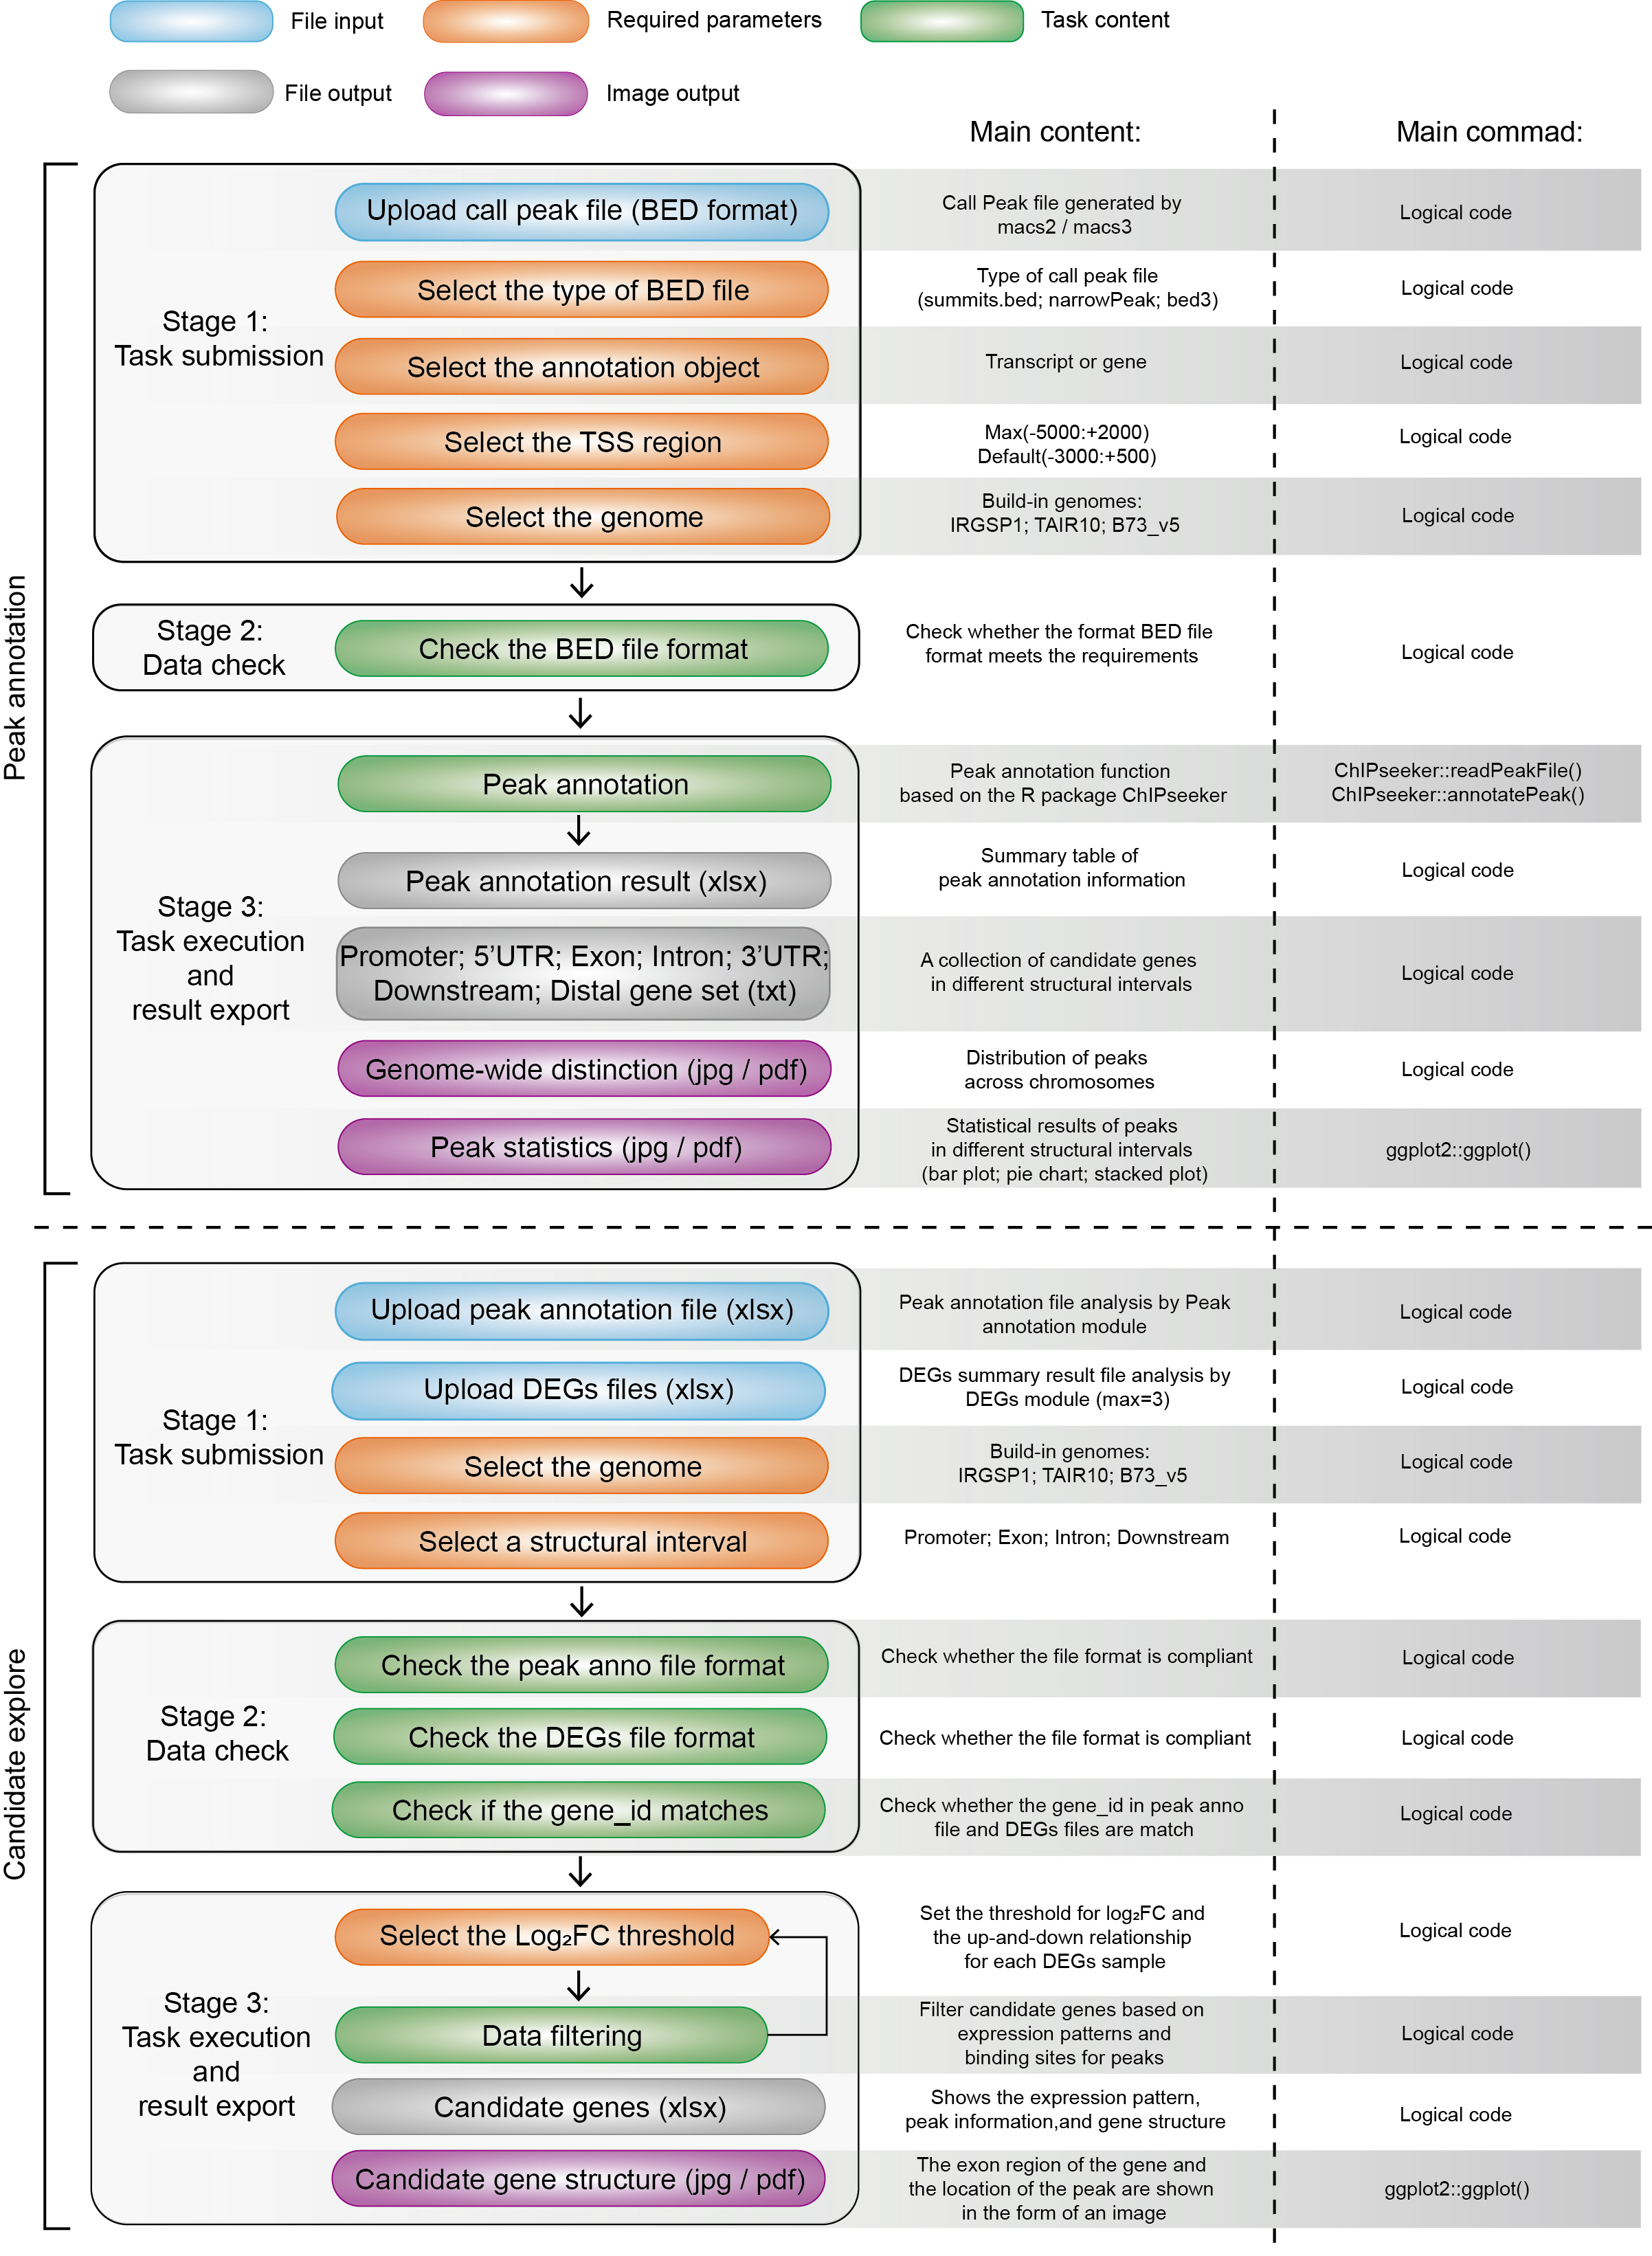 File input
Required parameters
Task content
File output
Image output
Main content:
Main commad:
Peak annotation
Stage 1:
Task submission
Upload call peak file (BED format)
Call Peak file generated by
macs2 / macs3
Logical code
Select the type of BED file
Type of call peak file
(summits.bed; narrowPeak; bed3)
Logical code
Select the annotation object
Transcript or gene
Logical code
Select the TSS region
Max(-5000:+2000)
Default(-3000:+500)
Logical code
Select the genome
Build-in genomes:
IRGSP1; TAIR10; B73_v5
Logical code
Stage 2:
Data check
Check the BED file format
Check whether the format BED file
format meets the requirements
Logical code
Stage 3:
Task execution
and
result export
Peak annotation
Peak annotation function
based on the R package ChIPseeker
ChIPseeker::readPeakFile()
ChIPseeker::annotatePeak()
Peak annotation result (xlsx)
Summary table of
peak annotation information
Logical code
Promoter; 5’UTR; Exon; Intron; 3’UTR;
Downstream; Distal gene set (txt)
A collection of candidate genes
in different structural intervals
Logical code
Genome-wide distinction (jpg / pdf)
Distribution of peaks
across chromosomes
Logical code
Peak statistics (jpg / pdf)
Statistical results of peaks
in different structural intervals
(bar plot; pie chart; stacked plot)
ggplot2::ggplot()
Candidate explore
Stage 1:
Task submission
Upload peak annotation file (xlsx)
Peak annotation file analysis by Peak
annotation module
Logical code
Upload DEGs files (xlsx)
DEGs summary result file analysis by
DEGs module (max=3)
Logical code
Select the genome
Build-in genomes:
IRGSP1; TAIR10; B73_v5
Logical code
Select a structural interval
Promoter; Exon; Intron; Downstream
Logical code
Stage 2:
Data check
Check the peak anno file format
Check whether the file format is compliant
Logical code
Check the DEGs file format
Check whether the file format is compliant
Logical code
Check if the gene_id matches
Check whether the gene_id in peak anno
file and DEGs files are match
Logical code
Stage 3:
Task execution
and
result export
Select the Log₂FC threshold
Set the threshold for log₂FC and
the up-and-down relationship
for each DEGs sample
Logical code
Data filtering
Filter candidate genes based on
expression patterns and
binding sites for peaks
Logical code
Candidate genes (xlsx)
Shows the expression pattern,
peak information,and gene structure
Logical code
Candidate gene structure (jpg / pdf)
The exon region of the gene and
the location of the peak are shown
in the form of an image
ggplot2::ggplot()